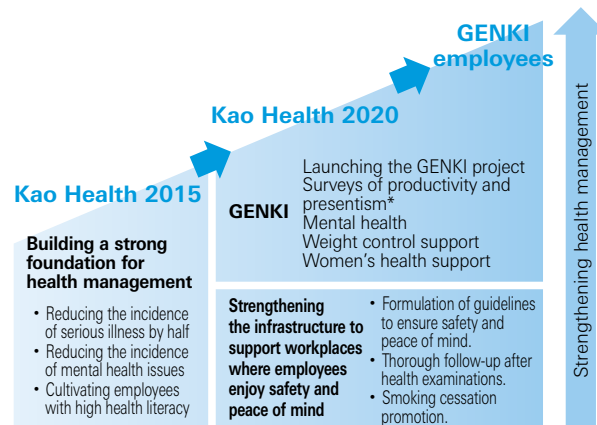 GENKI
employees
Kao Health 2020
Kao Health 2015
GENKI
Launching the GENKI project
Surveys of productivity and
presentism*
Mental health
Weight control support
Women's health support
Building a strong
foundation for
health management
• Reducing the incidence
of serious illness by half
• Reducing the incidence
of mental health issues
• Cultivating employees
with high health literacy
Strengthening
the infrastructure to
support workplaces
where employees
enjoy safety and
peace of mind
• Formulation of guidelines
to ensure safety and
peace of mind.
• Thorough follow-up after
health examinations.
• Smoking cessation
promotion.
Strengthening health management